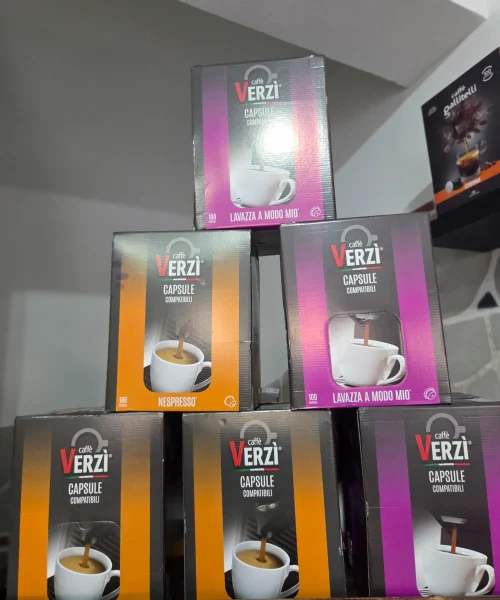 caffè
VERZÌ®
CAPSULE
COMPATIBILI
100
LAVAZZA A MODO MIO®
caffè
gallitelli
caffè
VERZÌ®
CAPSULE
COMPATIBILI
100
NESPRESSO®
caffè
VERZÌ®
CAPSULE
COMPATIBILI
100
LAVAZZA A MODO MIO®
caffè
VERZÌ®
CAPSULE
COMPATIBILI
caffè
VERZÌ®
CAPSULE
COMPATIBILI
caffè
VERZÌ®
CAPSULE
COMPATIBILI